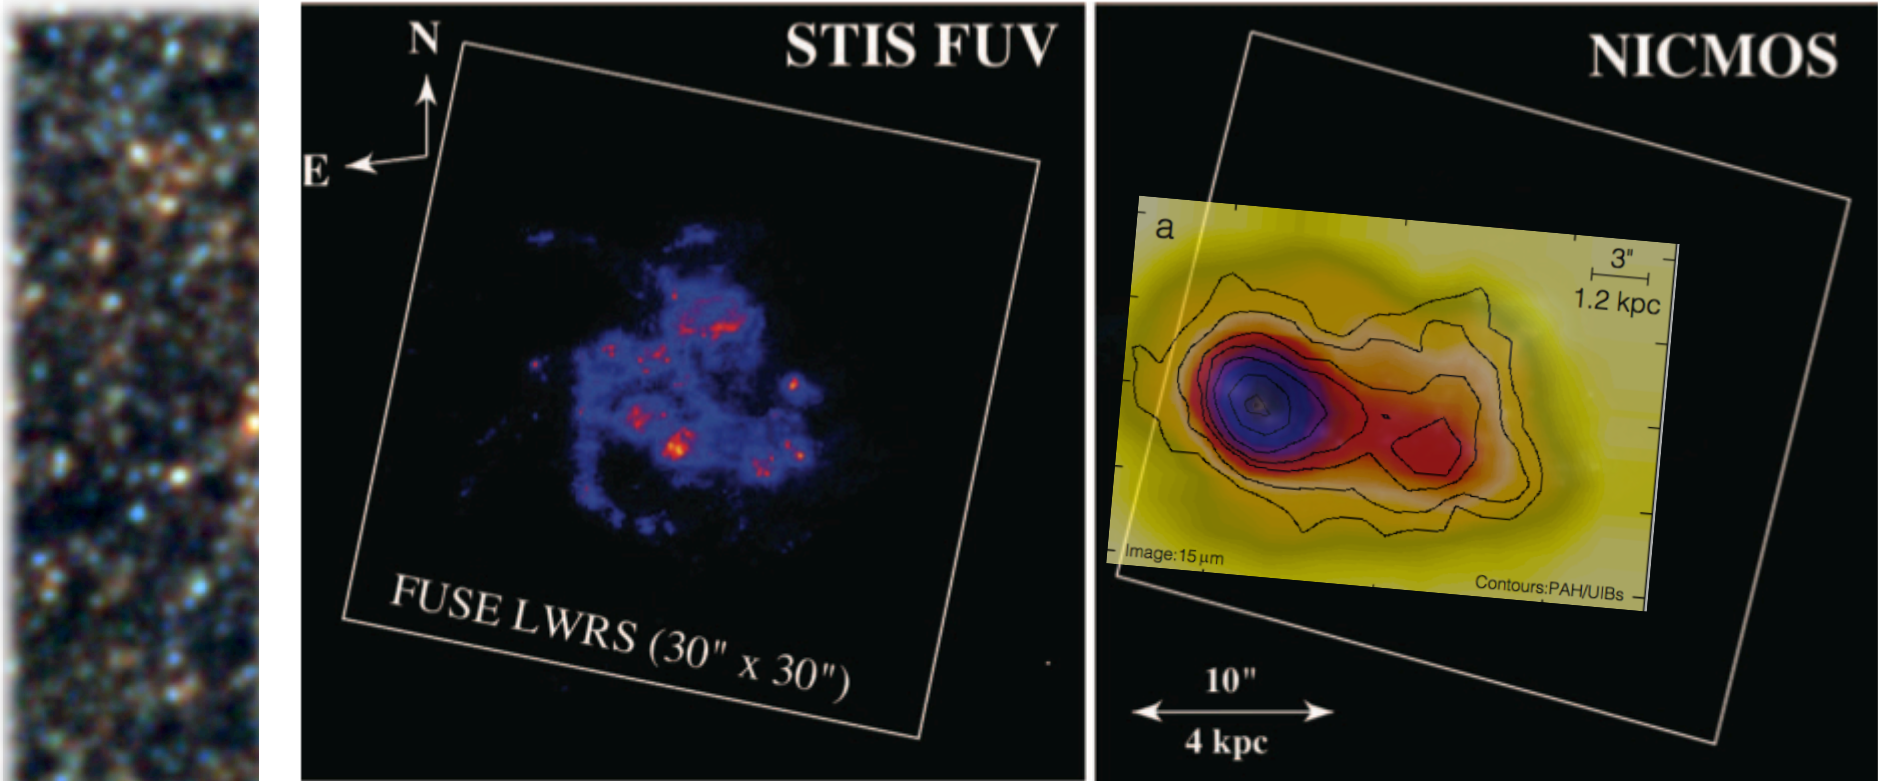 N
E
STIS FUV
FUSE LWRS (30" x 30")
NICMOS
a
3"
1.2 kpc
Image:15 µm
Contours:PAH/UIBs
10"
4 kpc